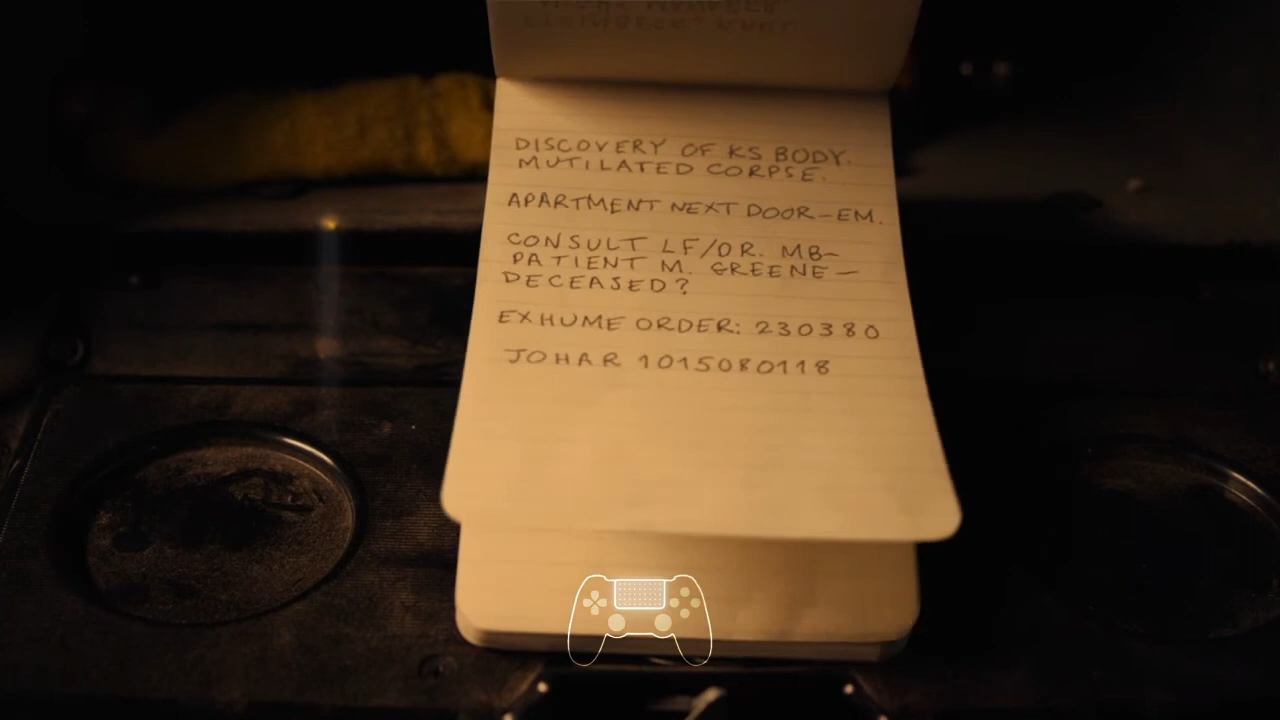 DISCOVERY OF KS BODY.
MUTILATED CORPSE.
APARTMENT NEXT DOOR–EM.
CONSULT LF/DR. MB–
PATIENT M. GREENE–
DECEASED?
EXHUME ORDER: 230380
JOHAR 1015080118